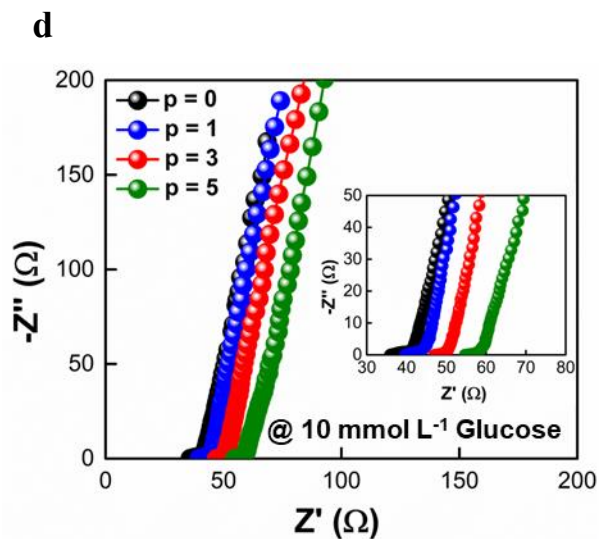 d
200
150
100
50
0
-Z'' (Ω)
p = 0
p = 1
p = 3
p = 5
50
40
30
20
10
0
-Z'' (Ω)
30 40 50 60 70 80
Z' (Ω)
@ 10 mmol L⁻¹ Glucose
0 50 100 150 200
Z' (Ω)